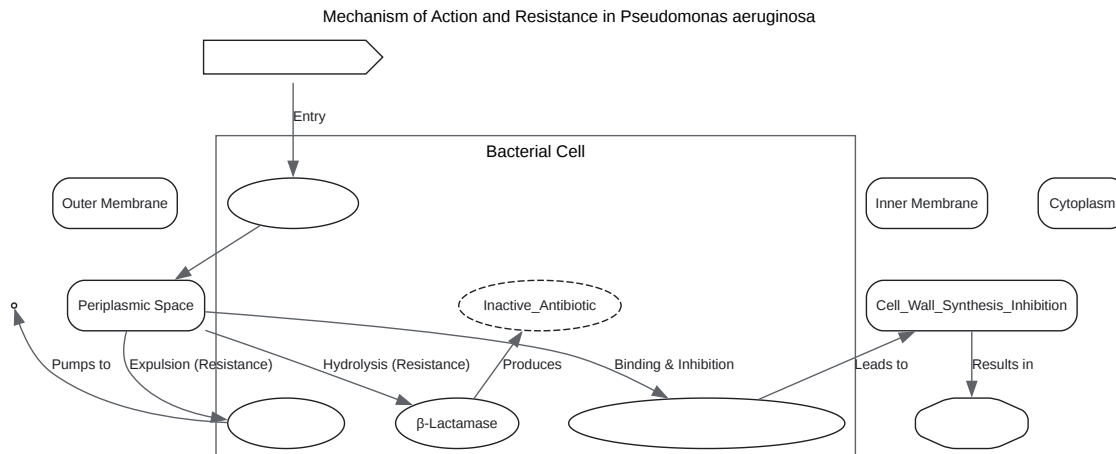 Mechanism of Action and Resistance in Pseudomonas aeruginosa
Entry
Bacterial Cell
Outer Membrane
Inner Membrane
Cytoplasm
Periplasmic Space
Inactive_Antibiotic
Cell_Wall_Synthesis_Inhibition
Pumps to
Expulsion (Resistance)
Hydrolysis (Resistance)
Produces
Binding & Inhibition
Leads to
Results in
β-Lactamase